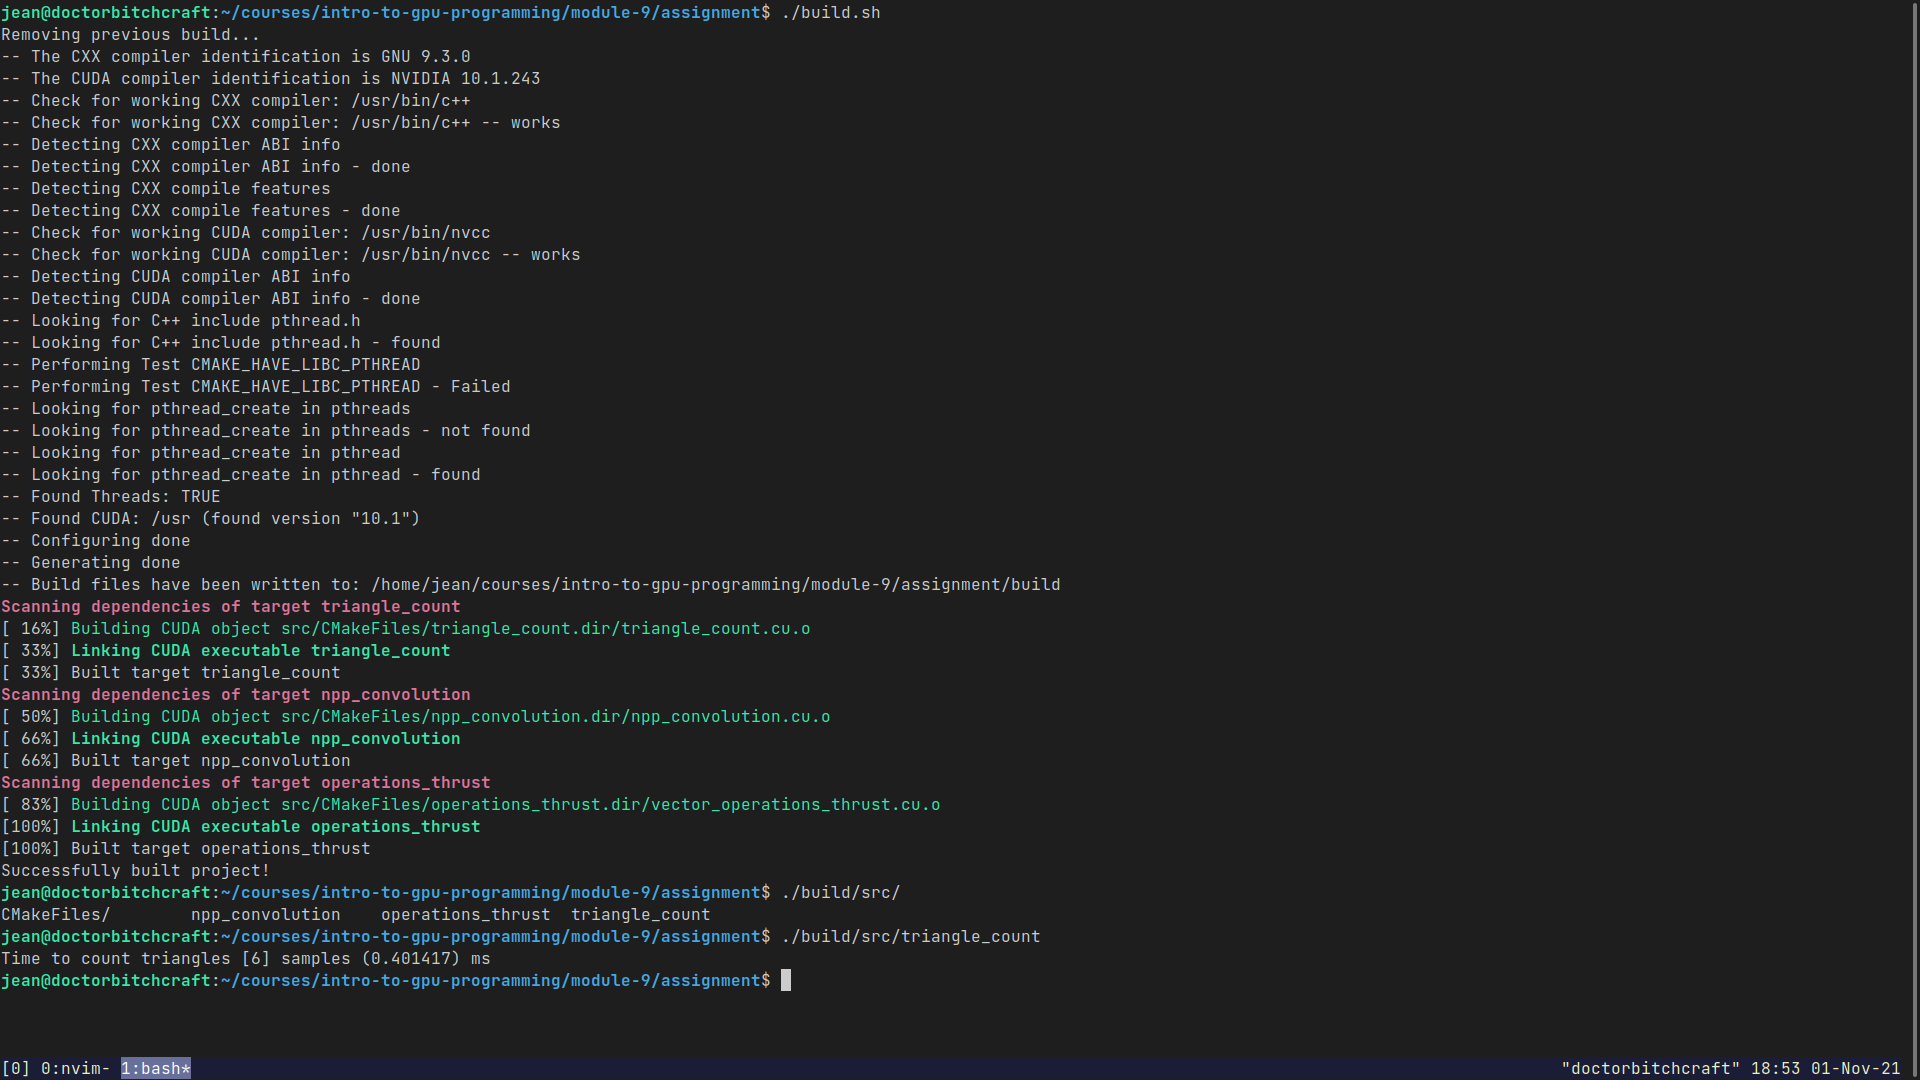 jean@doctorbitchcraft:~/courses/intro-to-gpu-programming/module-9/assignment$ ./build.sh
Removing previous build...
-- The CXX compiler identification is GNU 9.3.0
-- The CUDA compiler identification is NVIDIA 10.1.243
-- Check for working CXX compiler: /usr/bin/c++
-- Check for working CXX compiler: /usr/bin/c++ -- works
-- Detecting CXX compiler ABI info
-- Detecting CXX compiler ABI info - done
-- Detecting CXX compile features
-- Detecting CXX compile features - done
-- Check for working CUDA compiler: /usr/bin/nvcc
-- Check for working CUDA compiler: /usr/bin/nvcc -- works
-- Detecting CUDA compiler ABI info
-- Detecting CUDA compiler ABI info - done
-- Looking for C++ include pthread.h
-- Looking for C++ include pthread.h - found
-- Performing Test CMAKE_HAVE_LIBC_PTHREAD
-- Performing Test CMAKE_HAVE_LIBC_PTHREAD - Failed
-- Looking for pthread_create in pthreads
-- Looking for pthread_create in pthreads - not found
-- Looking for pthread_create in pthread
-- Looking for pthread_create in pthread - found
-- Found Threads: TRUE
-- Found CUDA: /usr (found version "10.1")
-- Configuring done
-- Generating done
-- Build files have been written to: /home/jean/courses/intro-to-gpu-programming/module-9/assignment/build
Scanning dependencies of target triangle_count
[ 16%] Building CUDA object src/CMakeFiles/triangle_count.dir/triangle_count.cu.o
[ 33%] Linking CUDA executable triangle_count
[ 33%] Built target triangle_count
Scanning dependencies of target npp_convolution
[ 50%] Building CUDA object src/CMakeFiles/npp_convolution.dir/npp_convolution.cu.o
[ 66%] Linking CUDA executable npp_convolution
[ 66%] Built target npp_convolution
Scanning dependencies of target operations_thrust
[ 83%] Building CUDA object src/CMakeFiles/operations_thrust.dir/vector_operations_thrust.cu.o
[100%] Linking CUDA executable operations_thrust
[100%] Built target operations_thrust
Successfully built project!
jean@doctorbitchcraft:~/courses/intro-to-gpu-programming/module-9/assignment$ ./build/src/
CMakeFiles/        npp_convolution    operations_thrust  triangle_count
jean@doctorbitchcraft:~/courses/intro-to-gpu-programming/module-9/assignment$ ./build/src/triangle_count
Time to count triangles [6] samples (0.401417) ms
jean@doctorbitchcraft:~/courses/intro-to-gpu-programming/module-9/assignment$
[0] 0:nvim- 1:bash* "doctorbitchcraft" 18:53 01-Nov-21